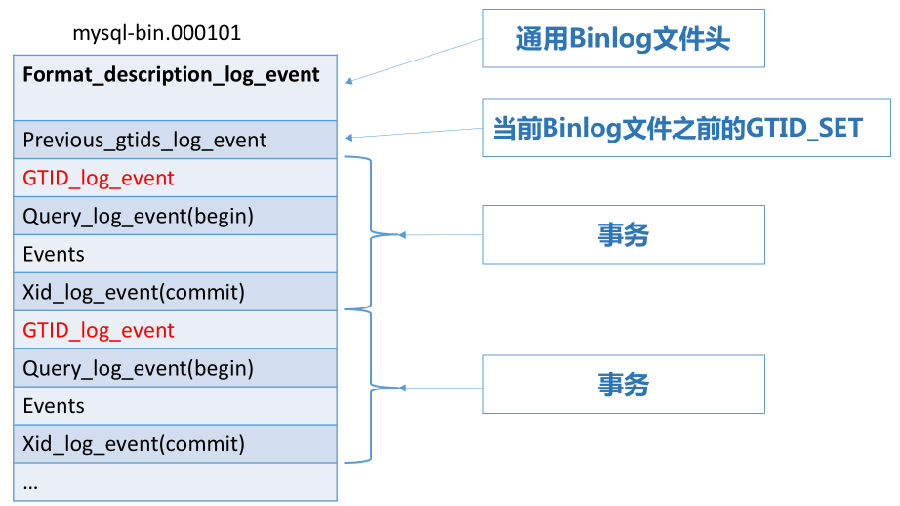 mysql-bin.000101
Format_description_log_event
通用Binlog文件头
Previous_gtids_log_event
当前Binlog文件之前的GTID_SET
GTID_log_event
Query_log_event(begin)
事务
Events
Xid_log_event(commit)
GTID_log_event
Query_log_event(begin)
事务
Events
Xid_log_event(commit)
...